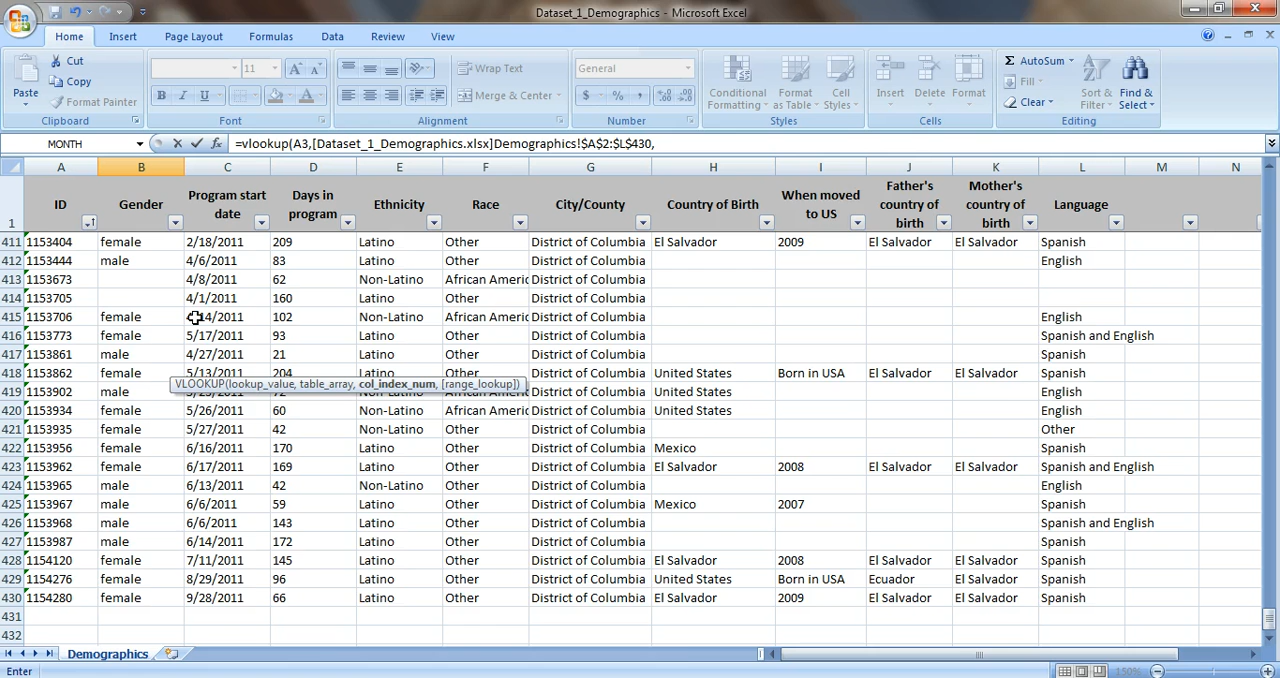 Dataset_1_Demographics - Microsoft Excel
Home Insert Page Layout Formulas Data Review View
Paste Cut Copy Format Painter
11 A A Wrap Text Merge & Center General
B I U A $ % , .0 .00 .00 .0
Conditional Formatting Format as Table Cell Styles Insert Delete Format
Σ AutoSum Fill Clear Sort & Filter Find & Select
Clipboard Font Alignment Number Styles Cells Editing
MONTH fx =vlookup(A3,[Dataset_1_Demographics.xlsx]Demographics!$A$2:$L$430,
A B C D E F G H I J K L M N
1 ID Gender Program start date Days in program Ethnicity Race City/County Country of Birth When moved to US Father's country of birth Mother's country of birth Language
411 1153404 female 2/18/2011 209 Latino Other District of Columbia El Salvador 2009 El Salvador El Salvador Spanish
412 1153444 male 4/6/2011 83 Latino Other District of Columbia English
413 1153673 4/8/2011 62 Non-Latino African Americ District of Columbia
414 1153705 4/1/2011 160 Latino Other District of Columbia
415 1153706 female 14/2011 102 Non-Latino African Americ District of Columbia English
416 1153773 female 5/17/2011 93 Latino Other District of Columbia Spanish and English
417 1153861 male 4/27/2011 21 Latino Other District of Columbia Spanish
418 1153862 female 5/13/2011 204 Latino Other District of Columbia United States Born in USA Spanish
VLOOKUP(lookup_value, table_array, col_index_num, [range_lookup])
419 1153902 male Non-Latino African Americ District of Columbia United States English
420 1153934 female 5/26/2011 60 Non-Latino African Americ District of Columbia United States English
421 1153935 female 5/27/2011 42 Non-Latino Other District of Columbia Other
422 1153956 female 6/16/2011 170 Latino Other District of Columbia Mexico Spanish
423 1153962 female 6/17/2011 169 Latino Other District of Columbia El Salvador 2008 El Salvador El Salvador Spanish and English
424 1153965 female 6/13/2011 42 Non-Latino Other District of Columbia English
425 1153967 male 6/6/2011 59 Latino Other District of Columbia Mexico 2007 Spanish
426 1153968 male 6/6/2011 143 Latino Other District of Columbia Spanish and English
427 1153987 male 6/14/2011 172 Latino Other District of Columbia Spanish
428 1154120 female 7/11/2011 145 Latino Other District of Columbia El Salvador 2008 El Salvador El Salvador Spanish
429 1154276 female 8/29/2011 96 Latino Other District of Columbia United States Born in USA Ecuador El Salvador Spanish
430 1154280 female 9/28/2011 66 Latino Other District of Columbia El Salvador 2009 El Salvador El Salvador Spanish
431
432
Demographics
Enter 150%